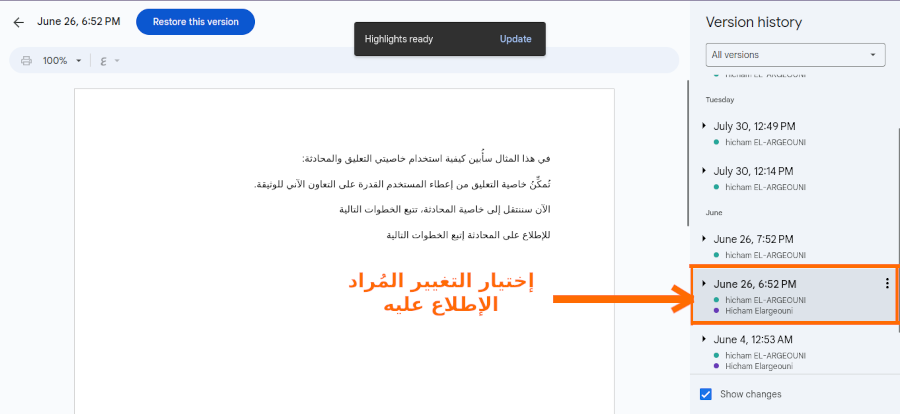 June 26, 6:52 PM
Restore this version
Highlights ready
Update
100%
ع
في هذا المثال سأُبين كيفية استخدام خاصيتي التعليق والمحادثة:
تُمكِّنُ خاصية التعليق من إعطاء المستخدم القدرة على التعاون الآني للوثيقة.
الآن سننتقل إلى خاصية المحادثة، تتبع الخطوات التالية
للإطلاع على المحادثة إتبع الخطوات التالية
إختيار التغيير المُراد
الإطلاع عليه
Version history
All versions
hicham EL-ARGEOUNI
Tuesday
July 30, 12:49 PM
hicham EL-ARGEOUNI
July 30, 12:14 PM
hicham EL-ARGEOUNI
June
June 26, 7:52 PM
hicham EL-ARGEOUNI
June 26, 6:52 PM
hicham EL-ARGEOUNI
Hicham Elargeouni
June 4, 12:53 AM
hicham EL-ARGEOUNI
Hicham Elargeouni
Show changes